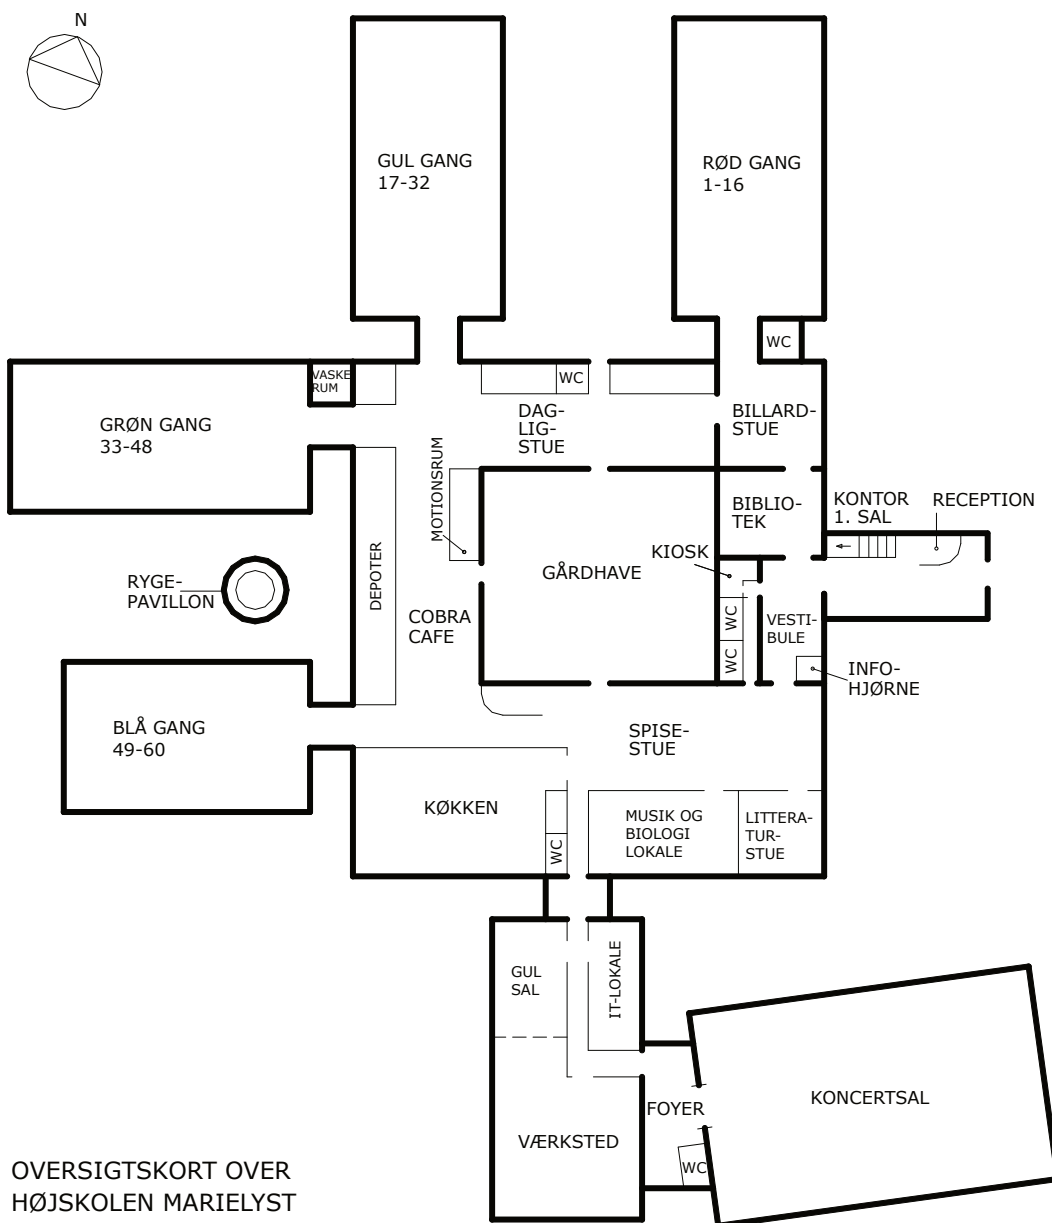 N
GUL GANG
17-32
RØD GANG
1-16
WC
VASKE
RUM
WC
GRØN GANG
33-48
DAG-
LIG-
STUE
BILLARD-
STUE
MOTIONSRUM
BIBLIO-
TEK
KONTOR
1. SAL
RECEPTION
KIOSK
GÅRDHAVE
DEPOTER
RYGE-
PAVILLON
COBRA
CAFE
WC
WC
VESTI-
BULE
INFO-
HJØRNE
BLÅ GANG
49-60
SPISE-
STUE
KØKKEN
WC
MUSIK OG
BIOLOGI
LOKALE
LITTERA-
TUR-
STUE
GUL
SAL
IT-LOKALE
FOYER
KONCERTSAL
VÆRKSTED
WC
OVERSIGTSKORT OVER
HØJSKOLEN MARIELYST